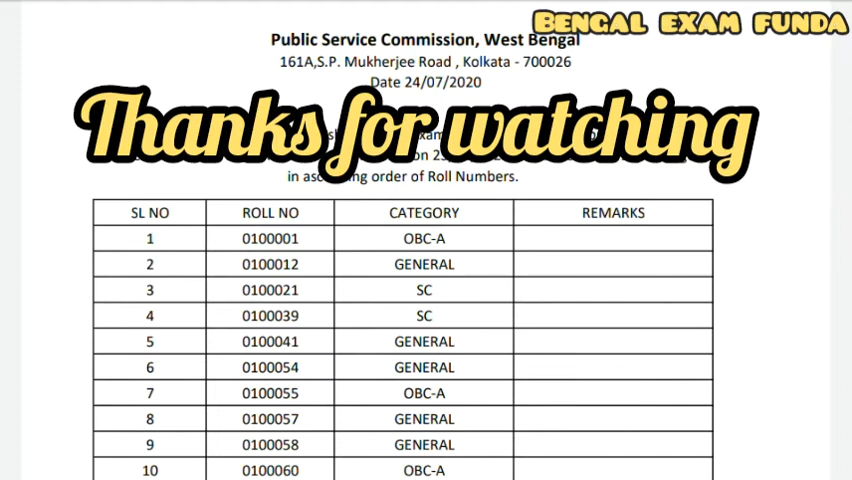 BENGAL EXAM FUNDA
Public Service Commission, West Bengal
161A,S.P. Mukherjee Road , Kolkata - 700026
Date 24/07/2020
Thanks for watching
in order of Roll Numbers.
SL NO ROLL NO CATEGORY REMARKS
1 0100001 OBC-A
2 0100012 GENERAL
3 0100021 SC
4 0100039 SC
5 0100041 GENERAL
6 0100054 GENERAL
7 0100055 OBC-A
8 0100057 GENERAL
9 0100058 GENERAL
10 0100060 OBC-A